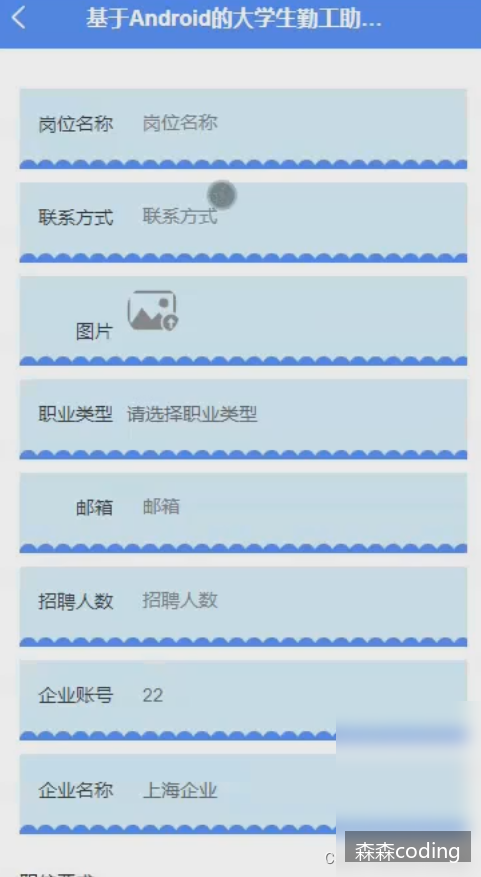 基于Android的大学生勤工助...
岗位名称 岗位名称
联系方式 联系方式
图片
职业类型 请选择职业类型
邮箱 邮箱
招聘人数 招聘人数
企业账号 22
企业名称 上海企业
森森coding